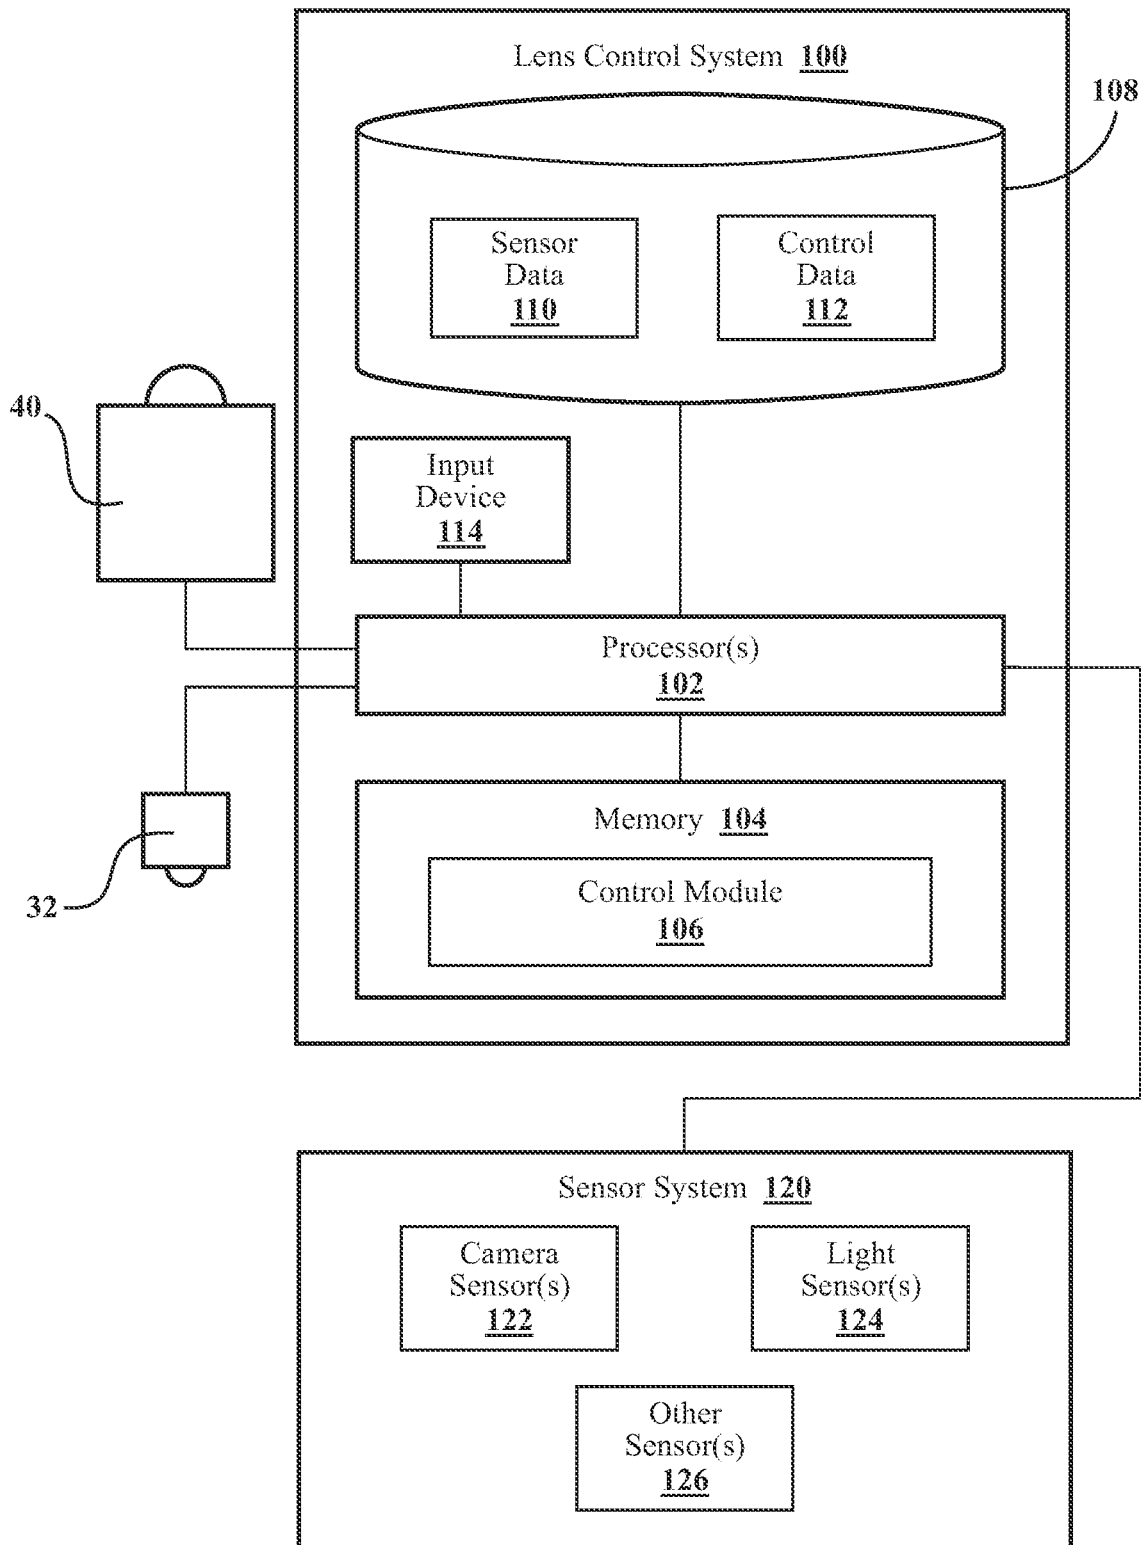 Lens Control System 100
108
Sensor
Data
110
Control
Data
112
40
Input
Device
114
Processor(s)
102
Memory 104
Control Module
106
32
Sensor System 120
Camera
Sensor(s)
122
Light
Sensor(s)
124
Other
Sensor(s)
126